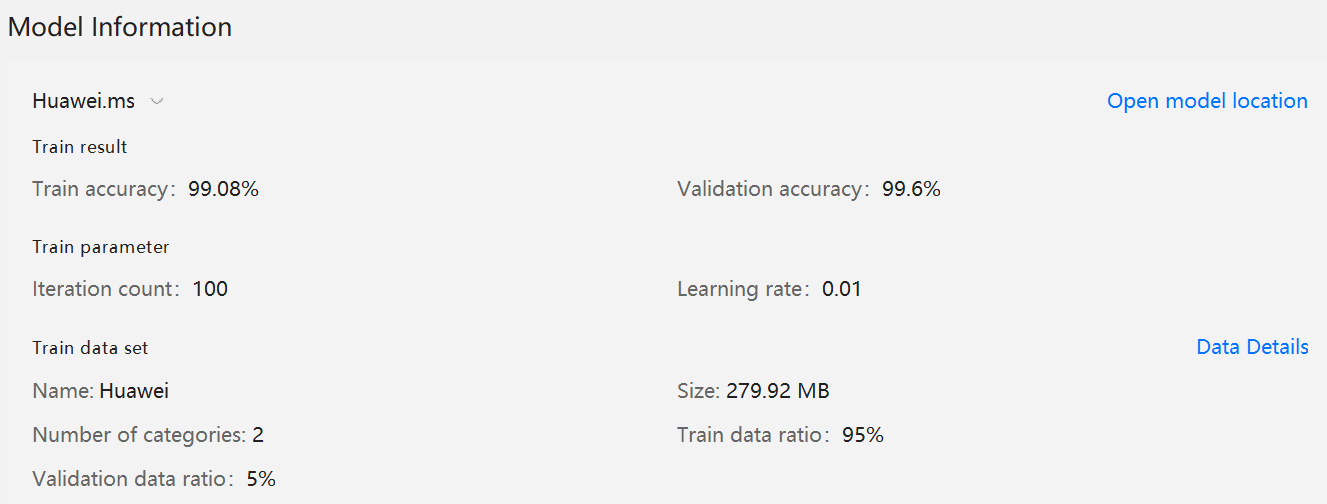 Model Information
Huawei.ms Open model location
Train result
Train accuracy： 99.08% Validation accuracy： 99.6%
Train parameter
Iteration count： 100 Learning rate： 0.01
Train data set Data Details
Name: Huawei Size: 279.92 MB
Number of categories: 2 Train data ratio： 95%
Validation data ratio： 5%